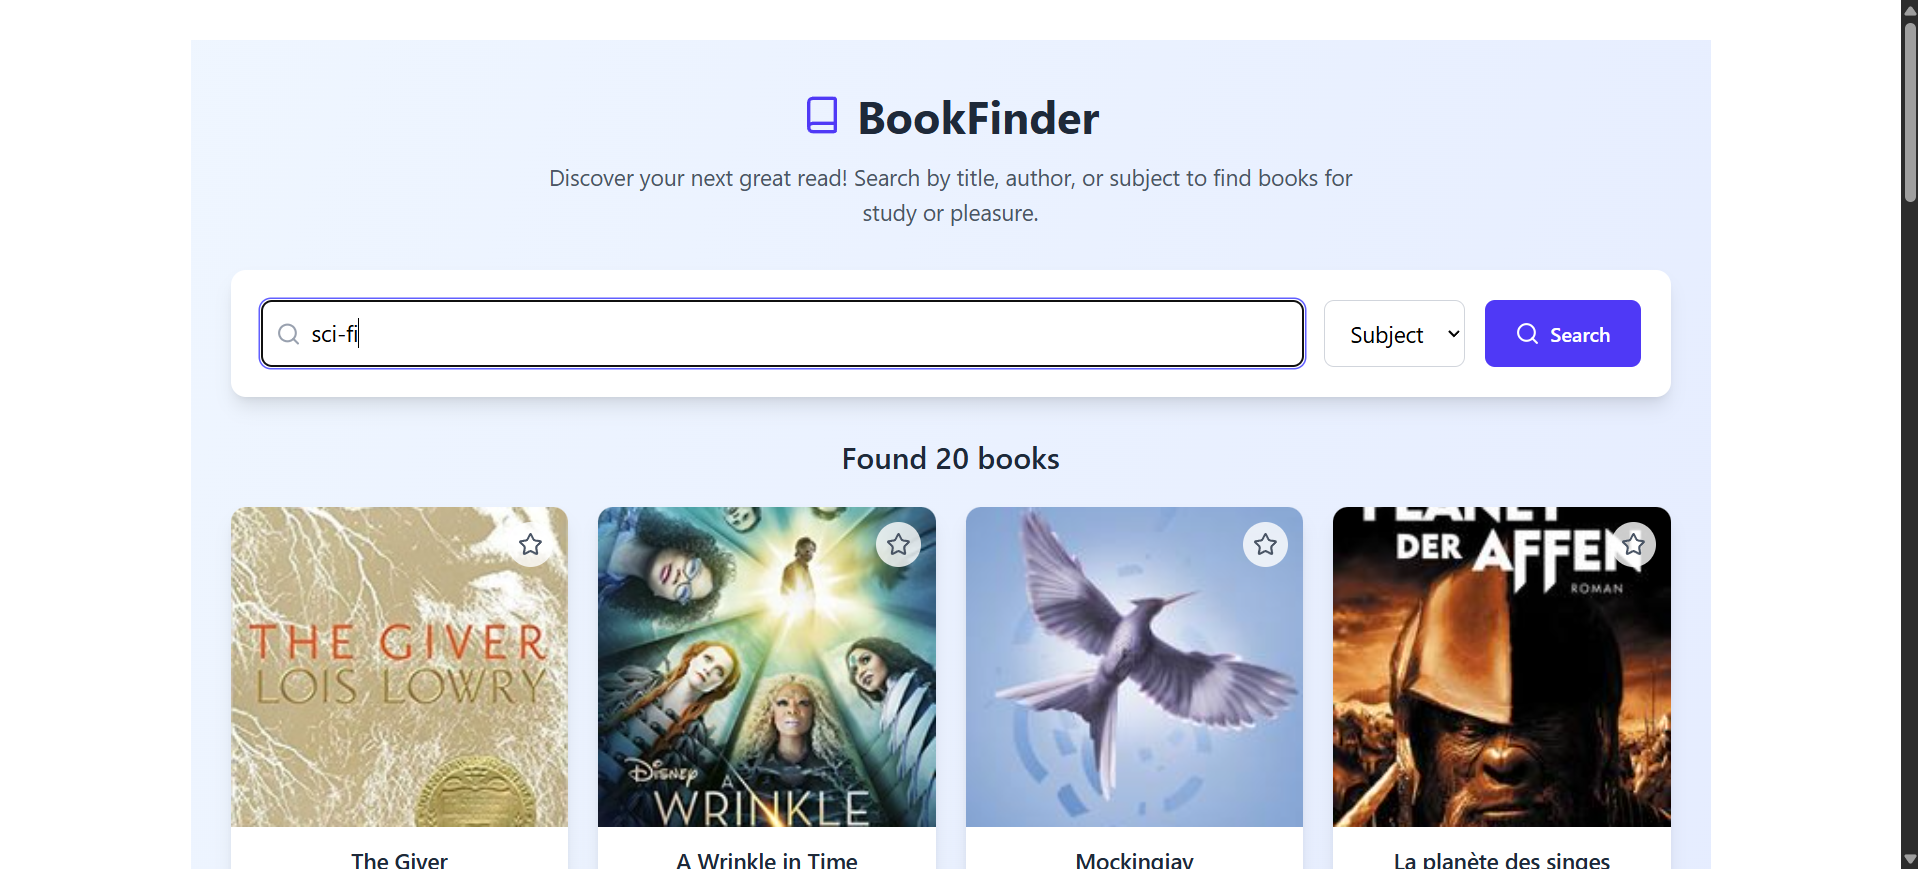 BookFinder
Discover your next great read! Search by title, author, or subject to find books for
study or pleasure.
sci-fi
Subject
Search
Found 20 books
THE GIVER
LOIS LOWRY
Disney
A
WRINKLE
PLANET
DER AFFEN
ROMAN
The Giver
A Wrinkle in Time
Mockingjay
La planète des singes